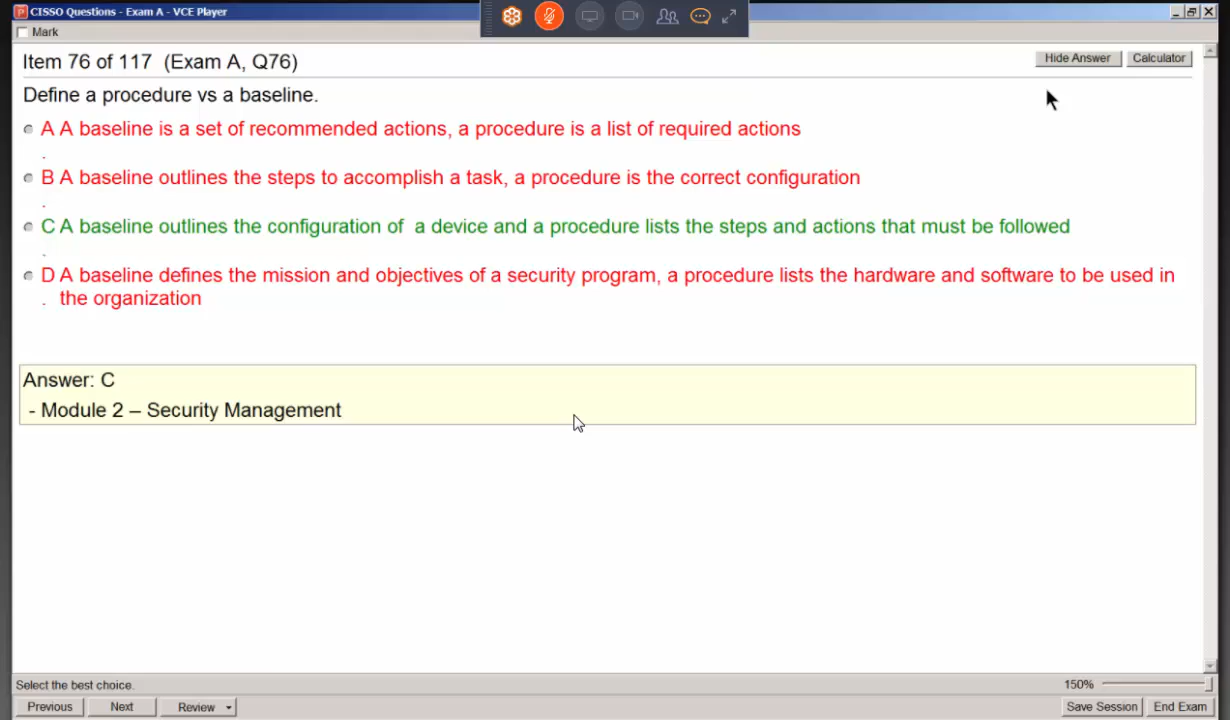 CISSO Questions - Exam A - VCE Player
Mark
Item 76 of 117 (Exam A, Q76)
Hide Answer
Calculator
Define a procedure vs a baseline.
A A baseline is a set of recommended actions, a procedure is a list of required actions
.
B A baseline outlines the steps to accomplish a task, a procedure is the correct configuration
.
C A baseline outlines the configuration of a device and a procedure lists the steps and actions that must be followed
.
D A baseline defines the mission and objectives of a security program, a procedure lists the hardware and software to be used in
. the organization
Answer: C
- Module 2 – Security Management
Select the best choice.
150%
Previous
Next
Review
Save Session
End Exam